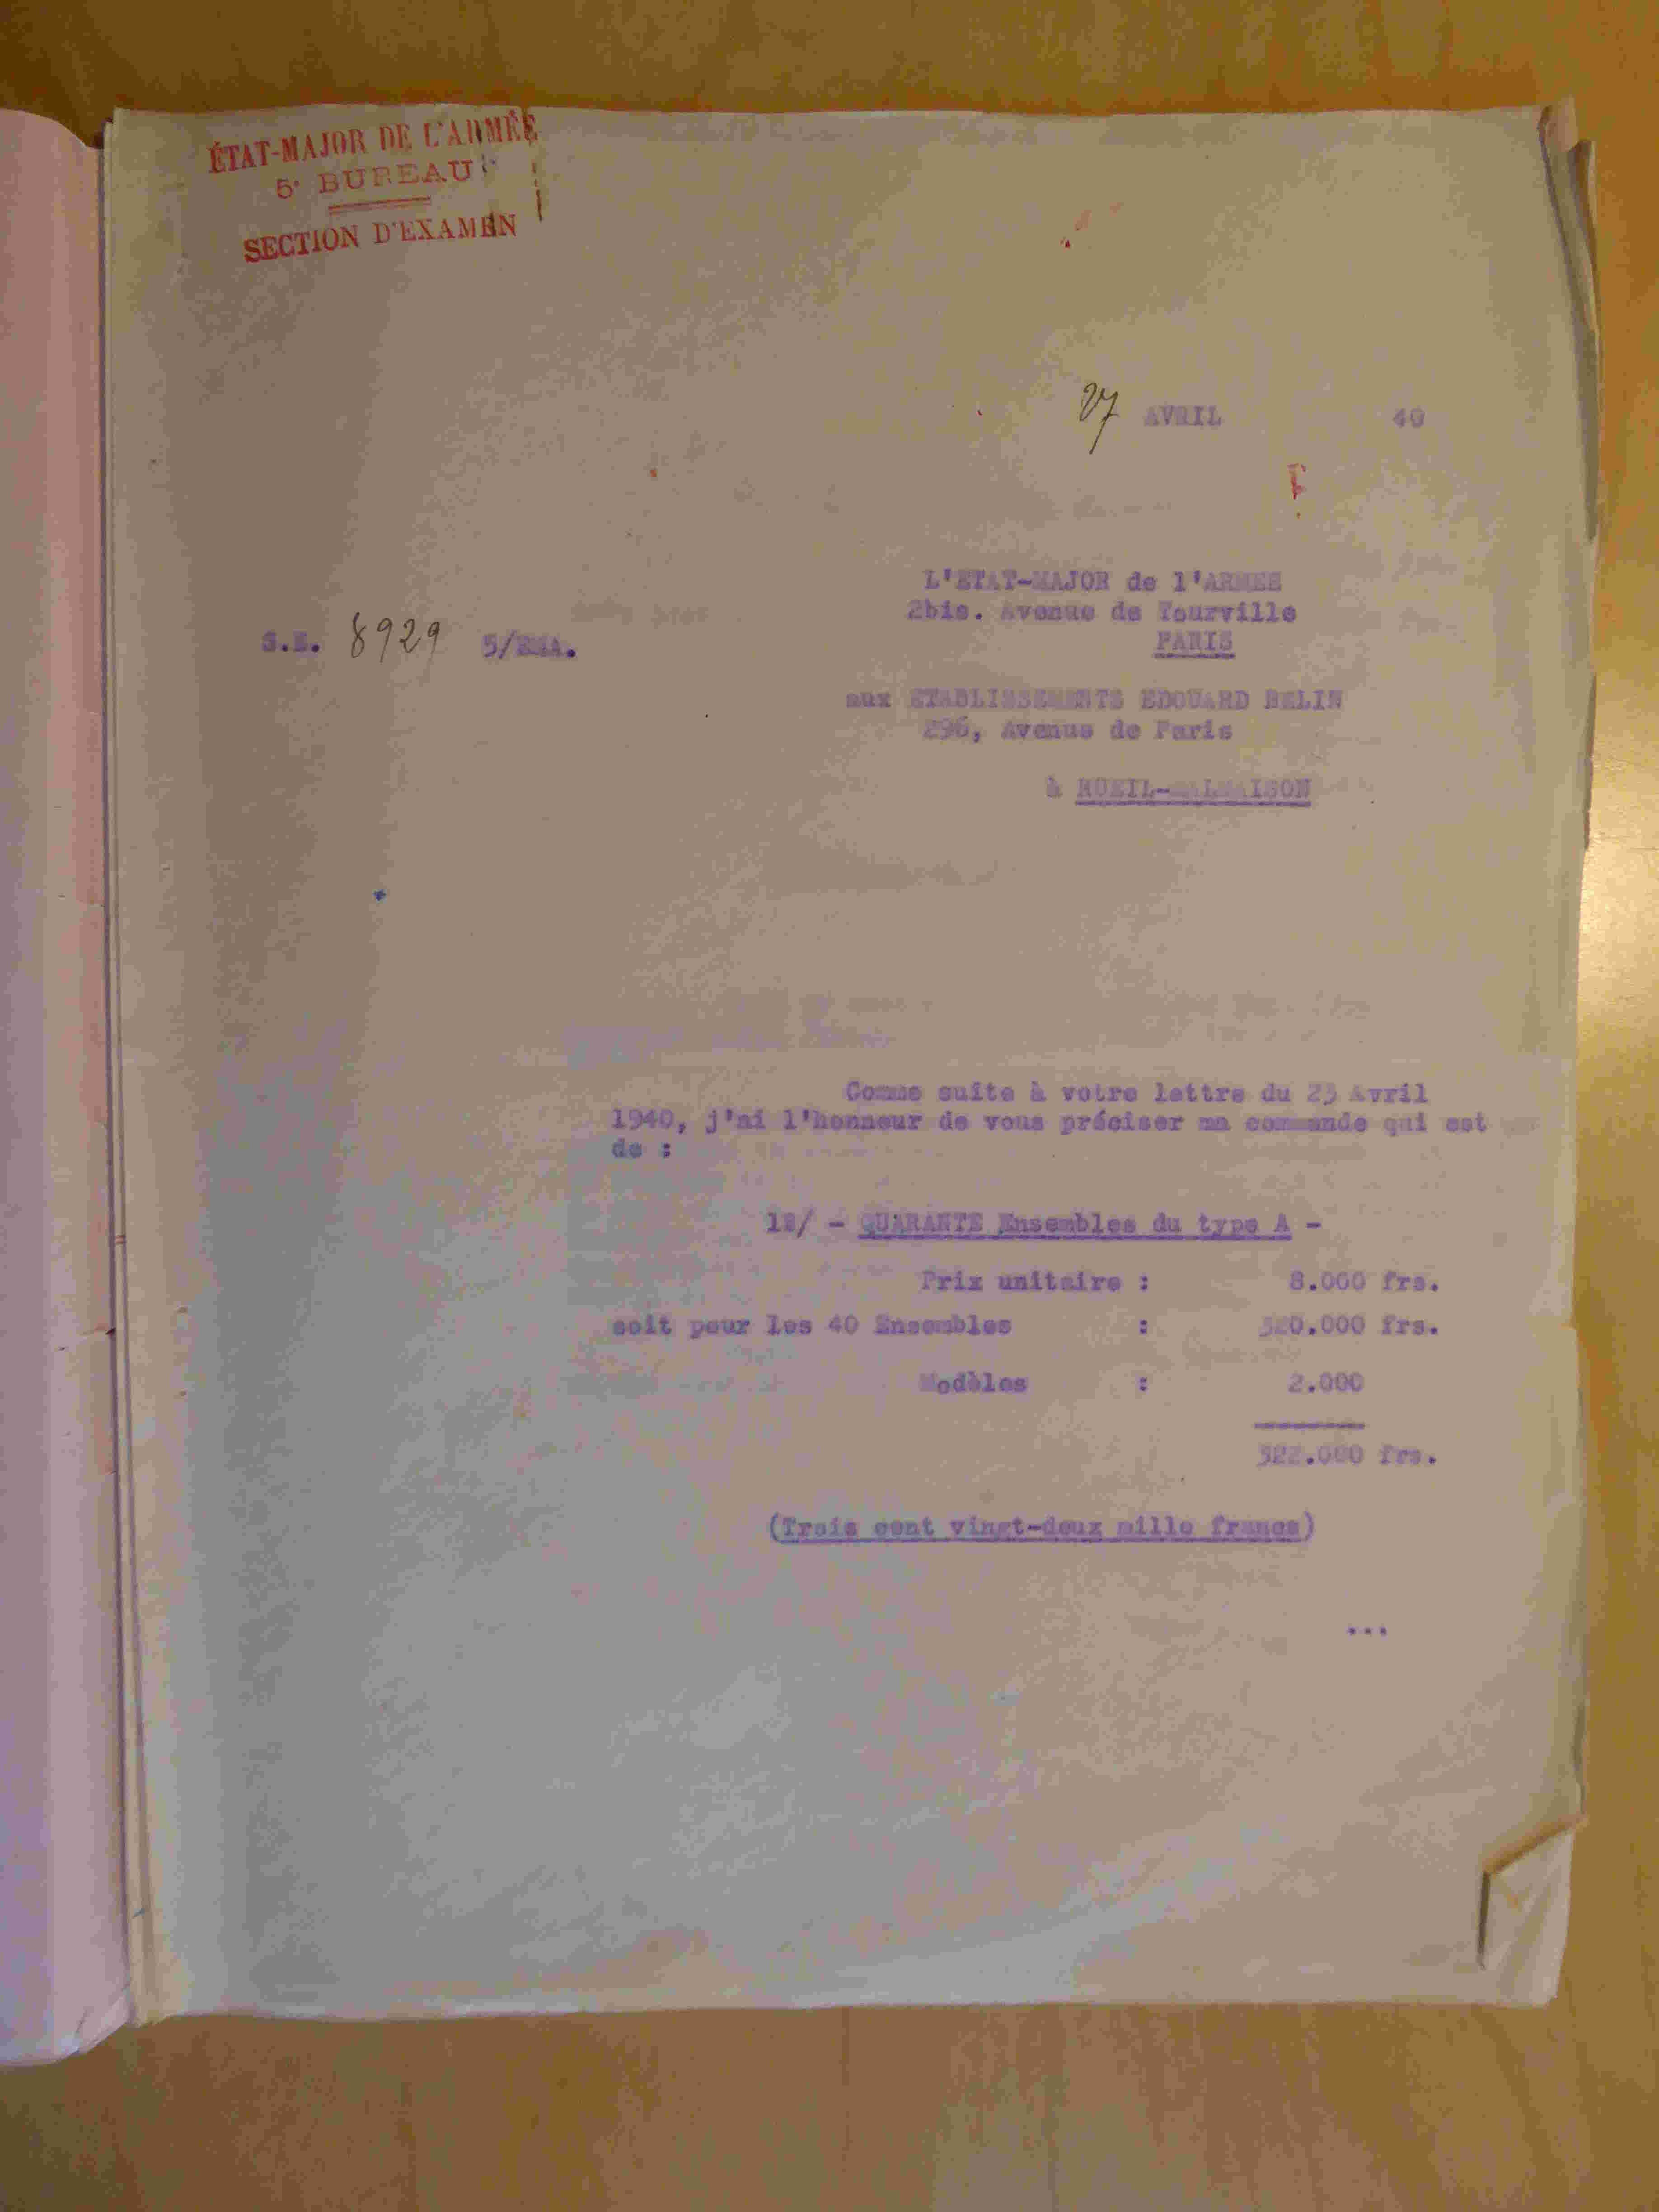 ÉTAT-MAJOR DE L'ARMÉE
5e BUREAU
SECTION D'EXAMEN
27 AVRIL 40
L'ETAT-MAJOR de l'ARMEE
2bis. Avenue de Tourville
PARIS
S.E. 8929 5/EMA.
aux ETABLISSEMENTS EDOUARD BELIN
296, Avenue de Paris
à RUEIL-MALMAISON
Comme suite à votre lettre du 23 Avril
1940, j'ai l'honneur de vous préciser ma commande qui est
de :
1º/ - QUARANTE Ensembles du type A -
Prix unitaire : 8.000 frs.
soit pour les 40 Ensembles : 320.000 frs.
Modèles : 2.000
322.000 frs.
(Trois cent vingt-deux mille francs)
...